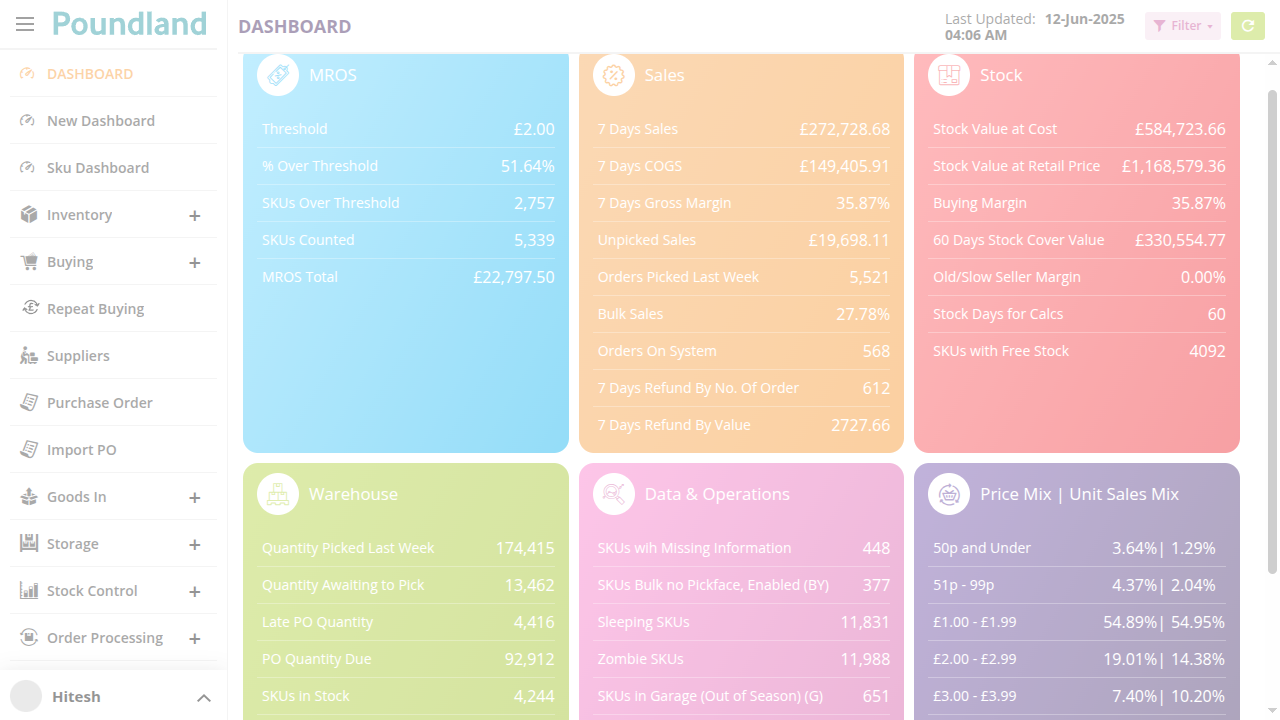 Poundland
DASHBOARD
New Dashboard
Sku Dashboard
Inventory +
Buying +
Repeat Buying
Suppliers
Purchase Order
Import PO
Goods In +
Storage +
Stock Control +
Order Processing +
Hitesh
DASHBOARD
Last Updated: 12-Jun-2025
04:06 AM
Filter
MROS
Threshold £2.00
% Over Threshold 51.64%
SKUs Over Threshold 2,757
SKUs Counted 5,339
MROS Total £22,797.50
Sales
7 Days Sales £272,728.68
7 Days COGS £149,405.91
7 Days Gross Margin 35.87%
Unpicked Sales £19,698.11
Orders Picked Last Week 5,521
Bulk Sales 27.78%
Orders On System 568
7 Days Refund By No. Of Order 612
7 Days Refund By Value 2727.66
Stock
Stock Value at Cost £584,723.66
Stock Value at Retail Price £1,168,579.36
Buying Margin 35.87%
60 Days Stock Cover Value £330,554.77
Old/Slow Seller Margin 0.00%
Stock Days for Calcs 60
SKUs with Free Stock 4092
Warehouse
Quantity Picked Last Week 174,415
Quantity Awaiting to Pick 13,462
Late PO Quantity 4,416
PO Quantity Due 92,912
SKUs in Stock 4,244
Data & Operations
SKUs wih Missing Information 448
SKUs Bulk no Pickface, Enabled (BY) 377
Sleeping SKUs 11,831
Zombie SKUs 11,988
SKUs in Garage (Out of Season) (G) 651
Price Mix | Unit Sales Mix
50p and Under 3.64%| 1.29%
51p - 99p 4.37%| 2.04%
£1.00 - £1.99 54.89%| 54.95%
£2.00 - £2.99 19.01%| 14.38%
£3.00 - £3.99 7.40%| 10.20%